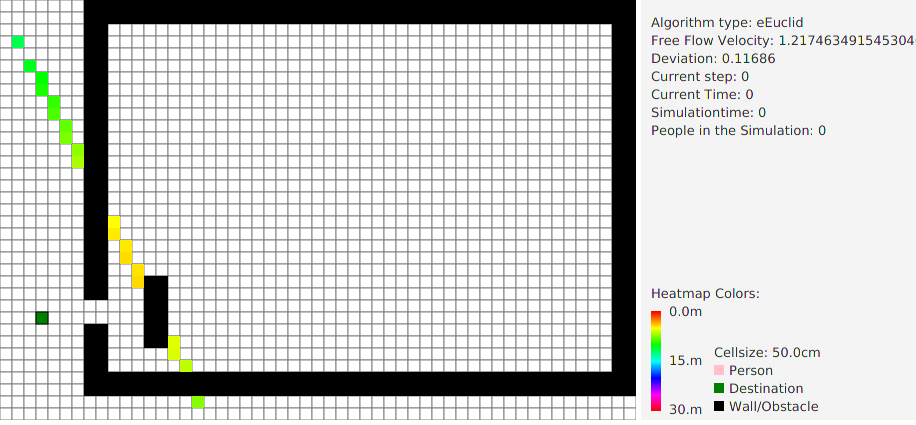 Algorithm type: eEuclid
Free Flow Velocity: 1.217463491545304
Deviation: 0.11686
Current step: 0
Current Time: 0
Simulationtime: 0
People in the Simulation: 0
Heatmap Colors:
0.0m
15.m
30.m
Cellsize: 50.0cm
Person
Destination
Wall/Obstacle